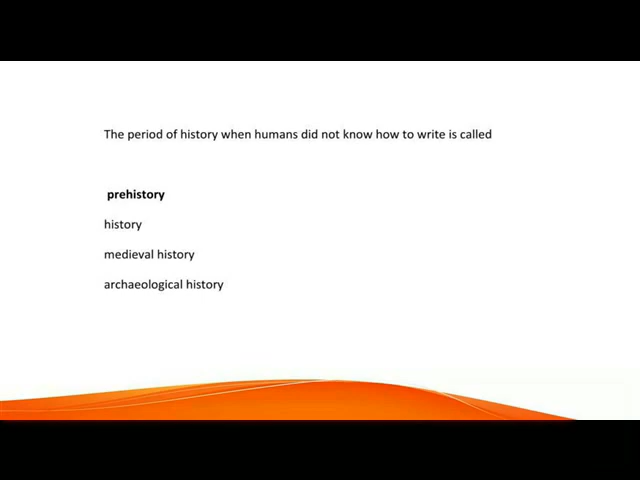 The period of history when humans did not know how to write is called
prehistory
history
medieval history
archaeological history